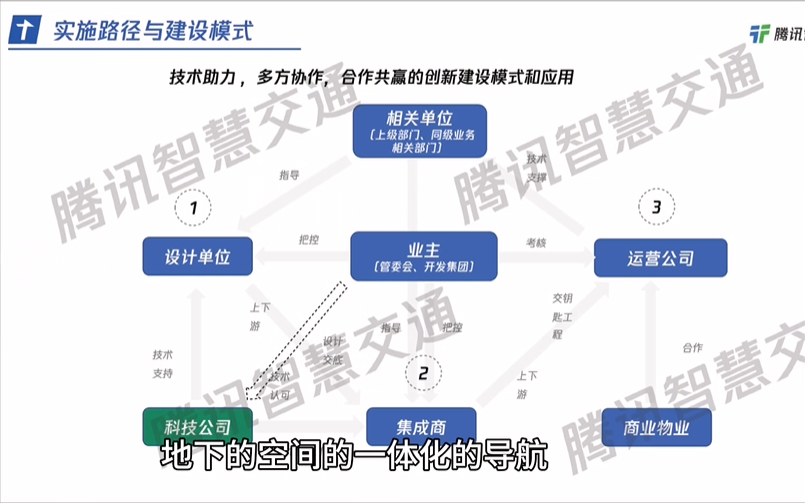 实施路径与建设模式
腾讯智
技术助力，多方协作，合作共赢的创新建设模式和应用
腾讯智慧交通
腾讯智慧交通
相关单位
（上级部门、同级业务
相关部门）
指导
技术
支撑
1
3
设计单位
把控
业主
（管委会、开发集团）
考核
运营公司
上下
游
设计
交底
指导
把控
交钥
匙工
程
技术
支持
技术
认可
2
上下
游
合作
腾讯智慧交通
腾讯智慧交
科技公司
集成商
商业物业
地下的空间的一体化的导航